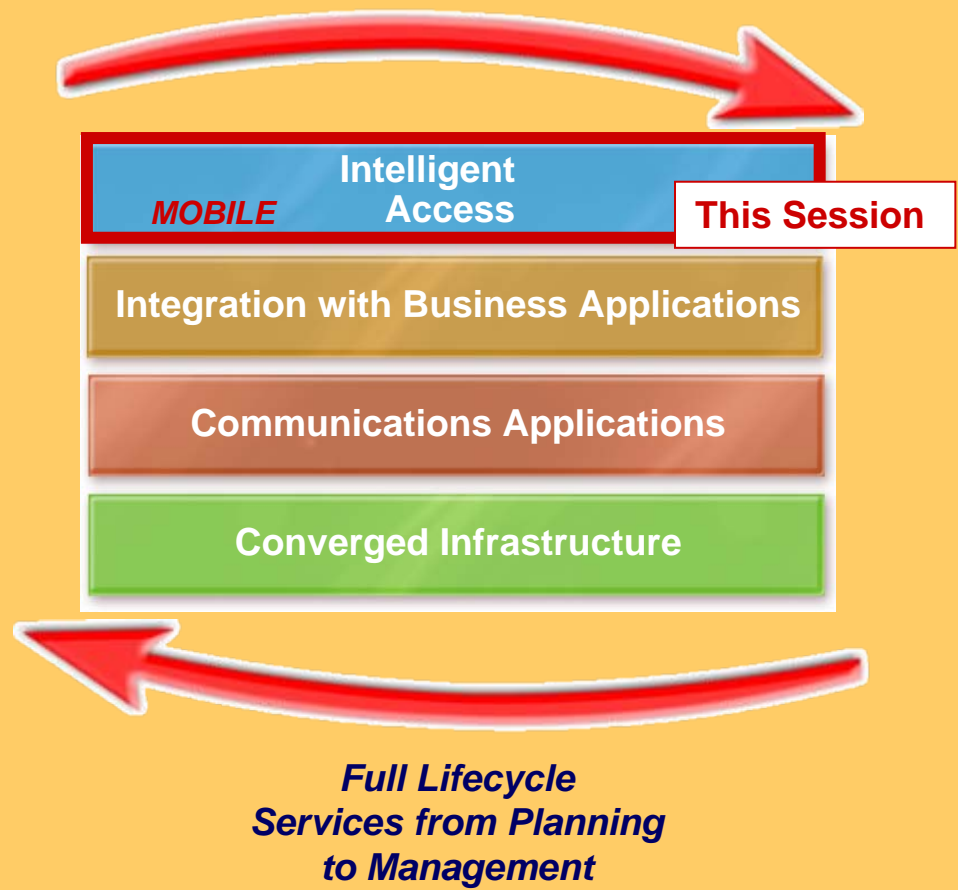 Intelligent
MOBILE Access
This Session
Integration with Business Applications
Communications Applications
Converged Infrastructure
Full Lifecycle
Services from Planning
to Management